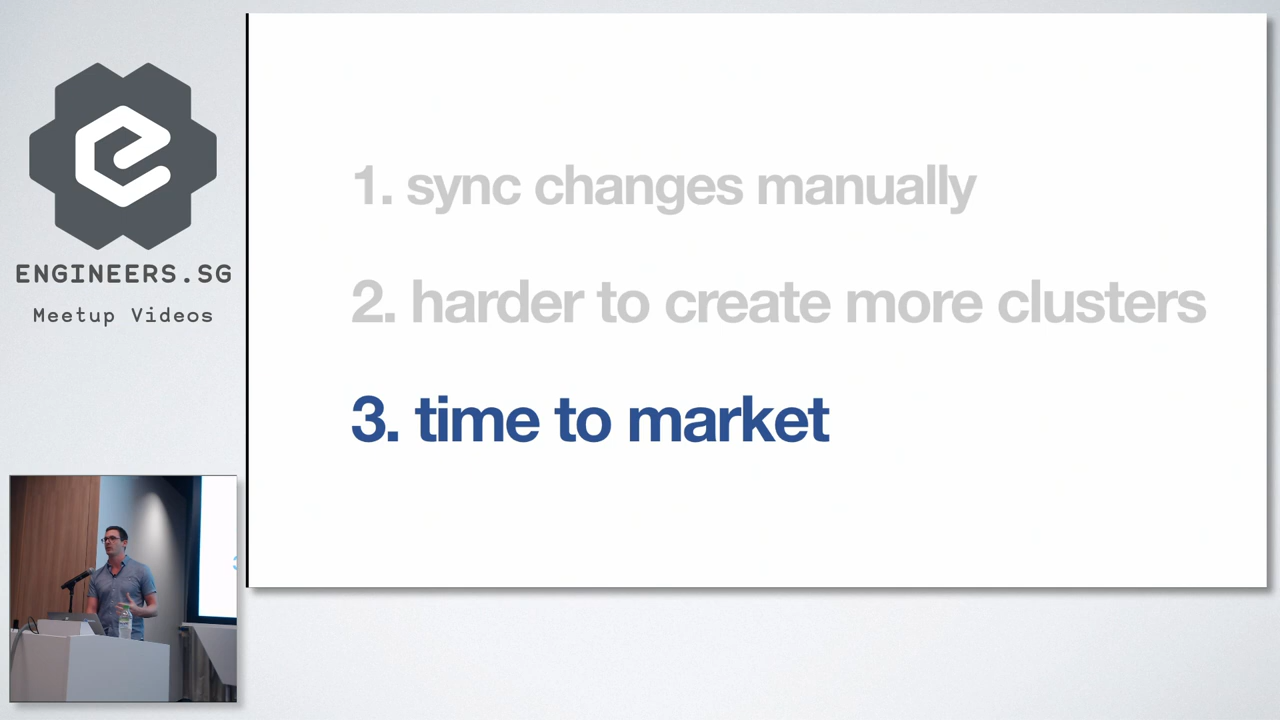 ENGINEERS.SG
Meetup Videos
1. sync changes manually
2. harder to create more clusters
3. time to market